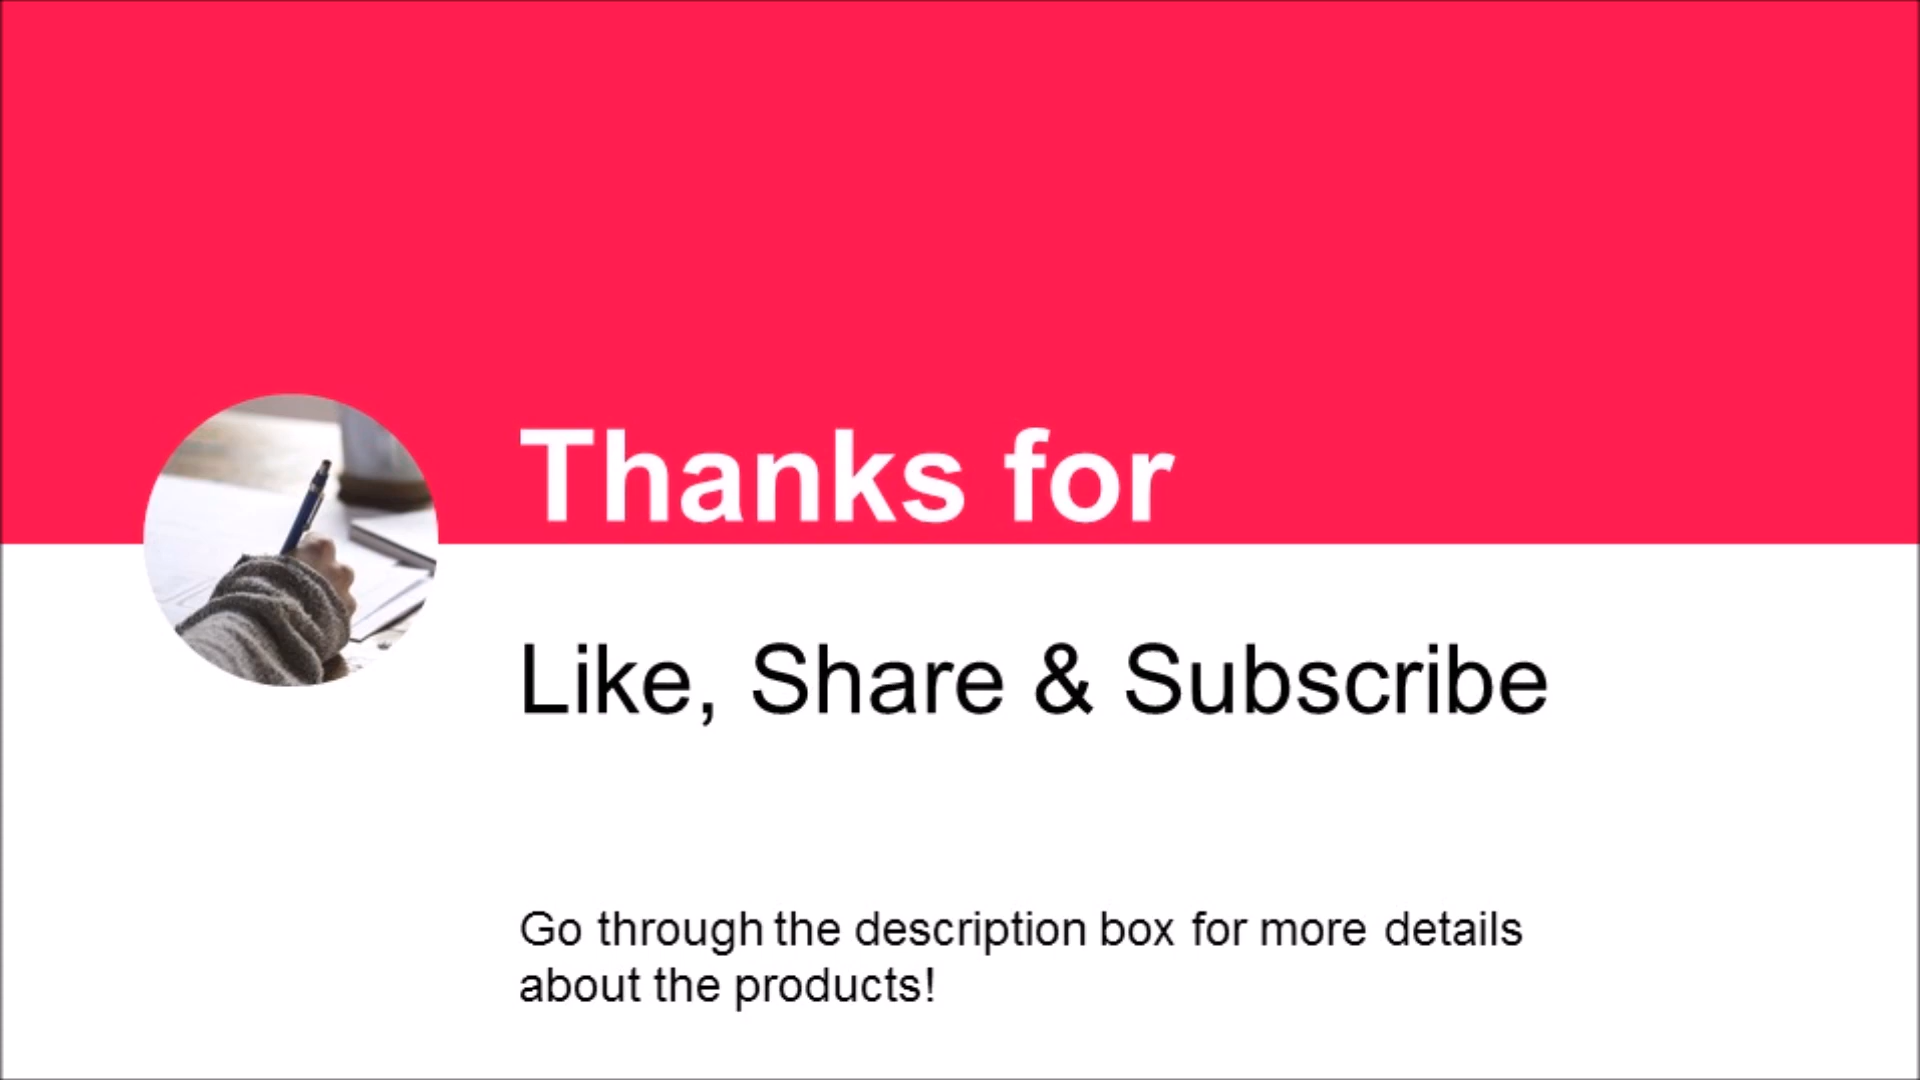 Thanks for
Like, Share & Subscribe
Go through the description box for more details
about the products!